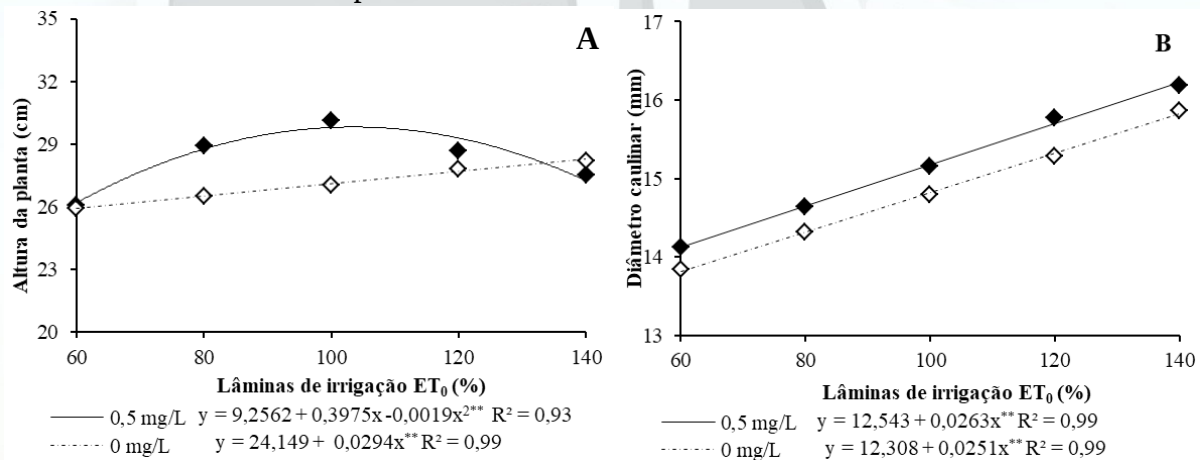 35
32
29
26
23
20
Altura da planta (cm)
A
60 80 100 120 140
Lâminas de irrigação ET₀ (%)
0,5 mg/L y = 9,2562 + 0,3975x -0,0019x²** R² = 0,93
0 mg/L y = 24,149 + 0,0294x** R² = 0,99
17
16
15
14
13
Diâmetro caulinar (mm)
B
60 80 100 120 140
Lâminas de irrigação ET₀ (%)
0,5 mg/L y = 12,543 + 0,0263x** R² = 0,99
0 mg/L y = 12,308 + 0,0251x** R² = 0,99